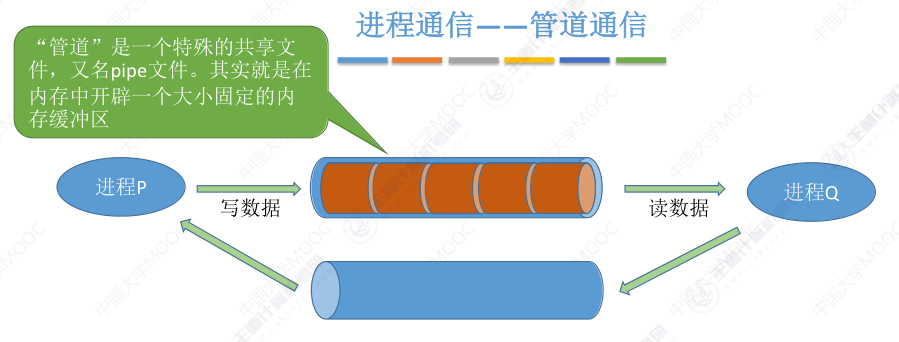 进程通信——管道通信
“管道”是一个特殊的共享文
件，又名pipe文件。其实就是在
内存中开辟一个大小固定的内
存缓冲区
进程P
写数据
读数据
进程Q
中国大学MOOC
王道计算机考研